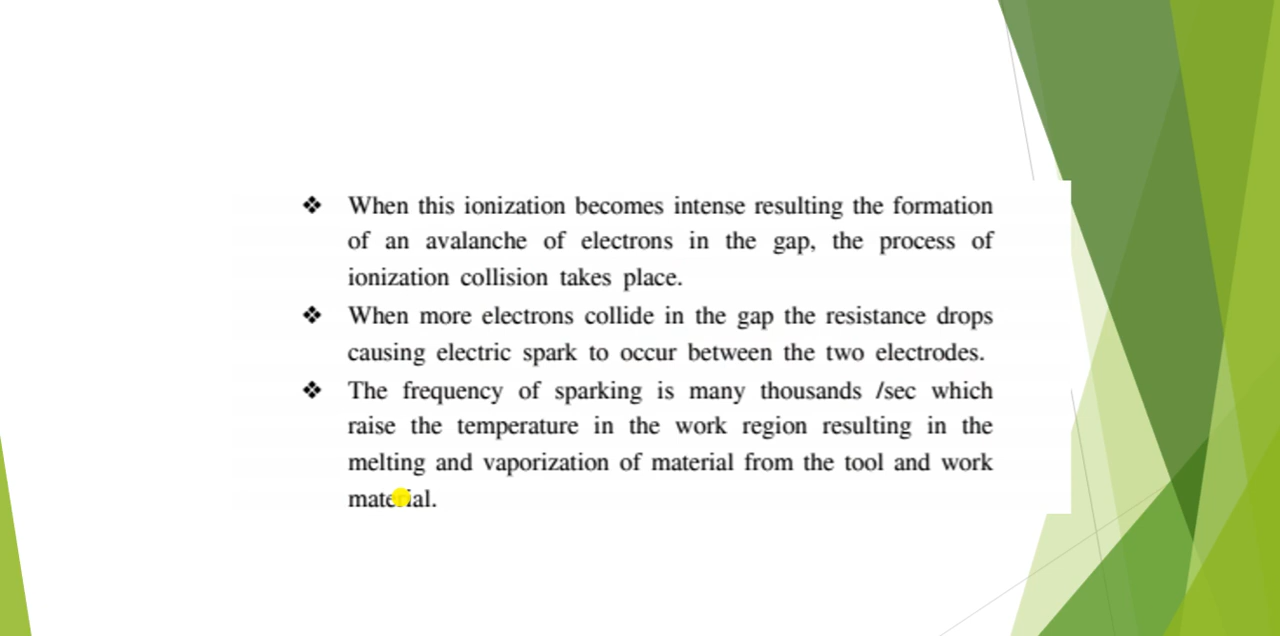 ❖ When this ionization becomes intense resulting the formation
of an avalanche of electrons in the gap, the process of
ionization collision takes place.
❖ When more electrons collide in the gap the resistance drops
causing electric spark to occur between the two electrodes.
❖ The frequency of sparking is many thousands /sec which
raise the temperature in the work region resulting in the
melting and vaporization of material from the tool and work
material.